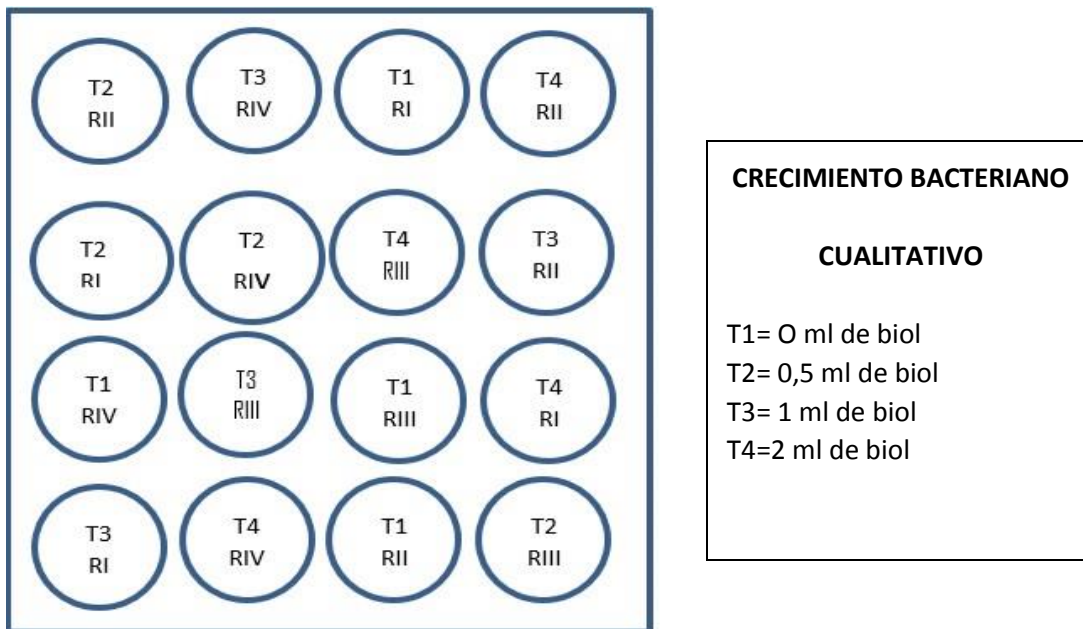 T2
RII
T3
RIV
T1
RI
T4
RII
T2
RI
T2
RIV
T4
RIII
T3
RII
T1
RIV
T3
RIII
T1
RIII
T4
RI
T3
RI
T4
RIV
T1
RII
T2
RIII
CRECIMIENTO BACTERIANO
CUALITATIVO
T1= O ml de biol
T2= 0,5 ml de biol
T3= 1 ml de biol
T4=2 ml de biol